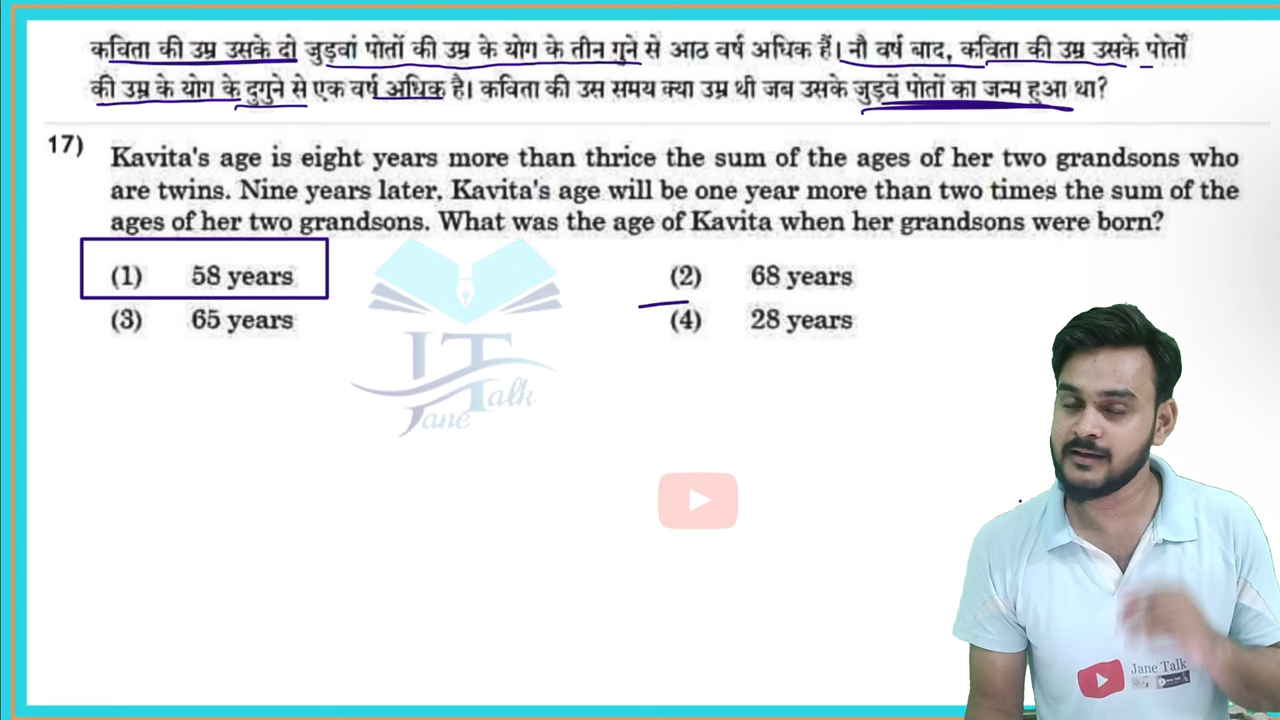 कविता की उम्र उसके दो जुड़वां पोतों की उम्र के योग के तीन गुने से आठ वर्ष अधिक हैं। नौ वर्ष बाद, कविता की उम्र उसके पोतों
की उम्र के योग के दुगुने से एक वर्ष अधिक है। कविता की उस समय क्या उम्र थी जब उसके जुड़वें पोतों का जन्म हुआ था?
17) Kavita's age is eight years more than thrice the sum of the ages of her two grandsons who
are twins. Nine years later, Kavita's age will be one year more than two times the sum of the
ages of her two grandsons. What was the age of Kavita when her grandsons were born?
(1) 58 years (2) 68 years
(3) 65 years (4) 28 years
JT
Jane Talk
Jane Talk